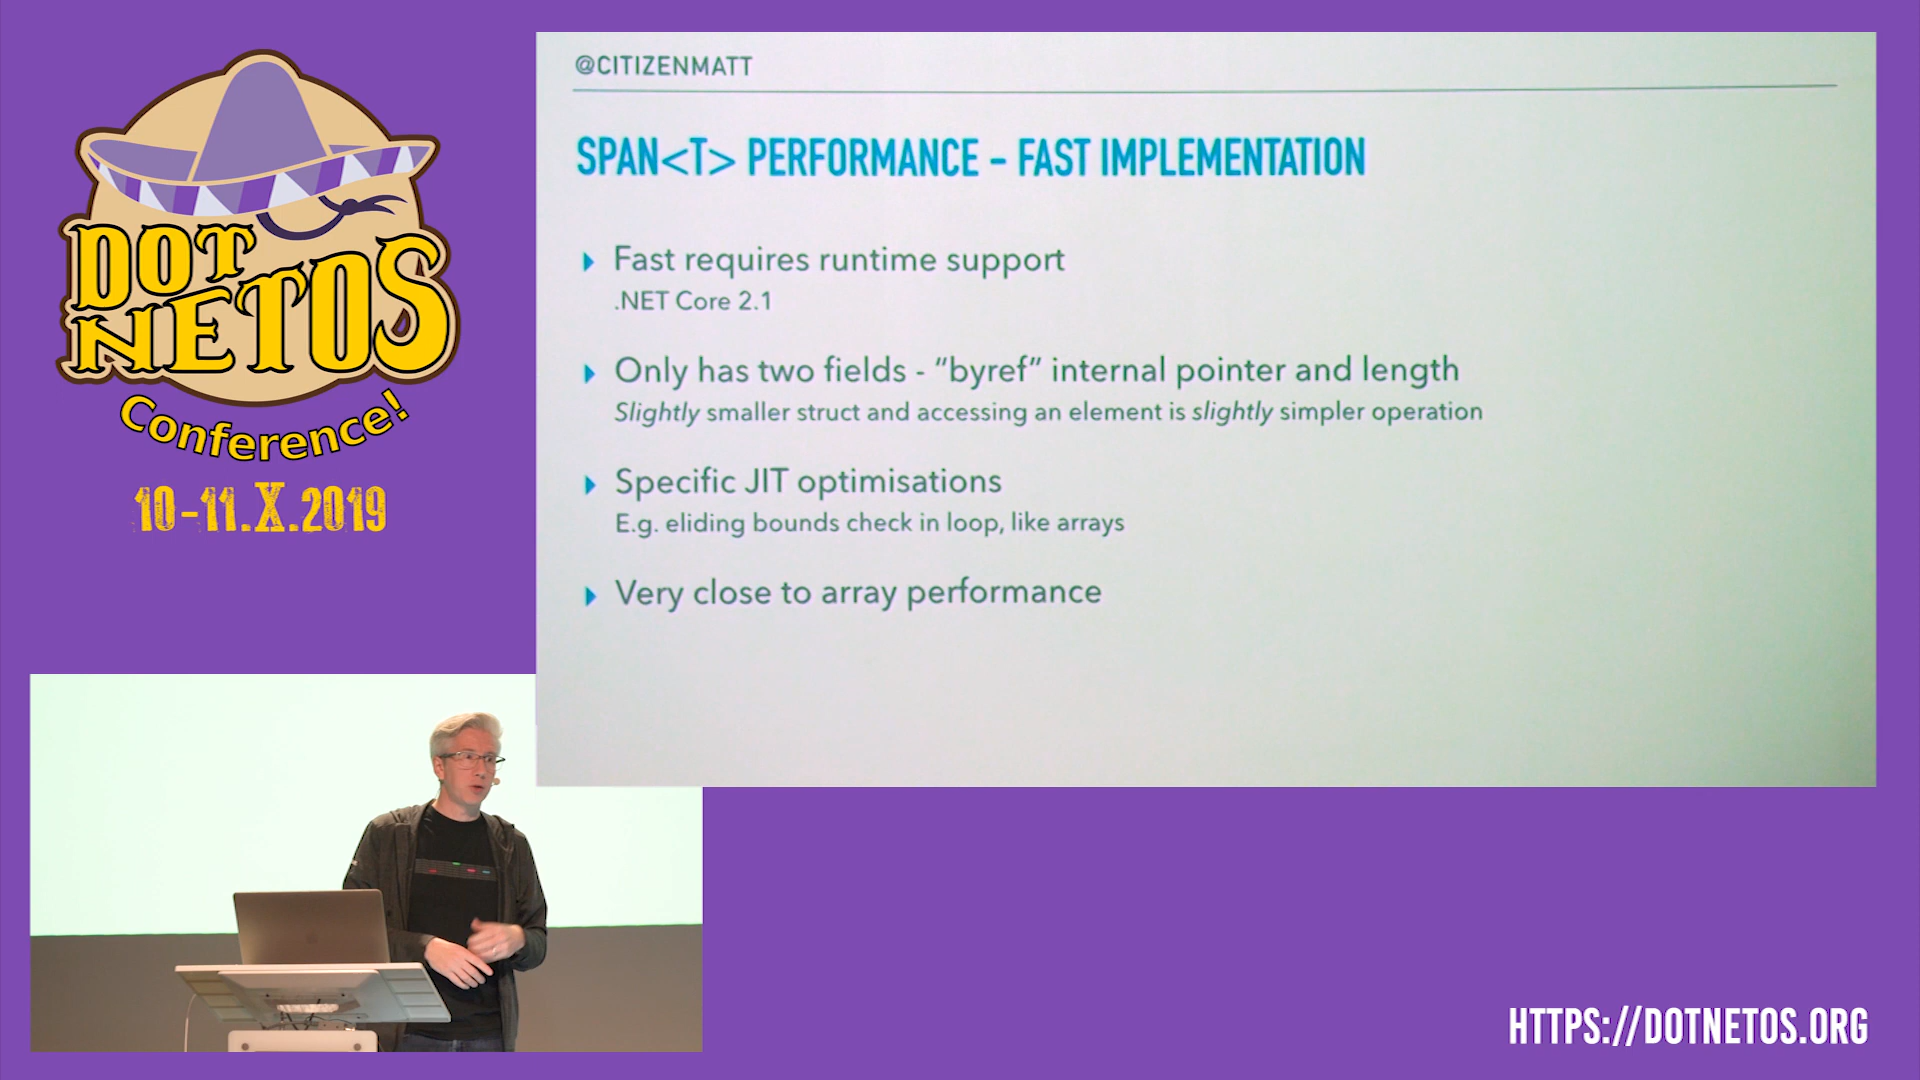 DOT
NETOS
Conference!
10-11.X.2019
@CITIZENMATT
SPAN<T> PERFORMANCE - FAST IMPLEMENTATION
Fast requires runtime support
.NET Core 2.1
Only has two fields - “byref” internal pointer and length
Slightly smaller struct and accessing an element is slightly simpler operation
Specific JIT optimisations
E.g. eliding bounds check in loop, like arrays
Very close to array performance
HTTPS://DOTNETOS.ORG